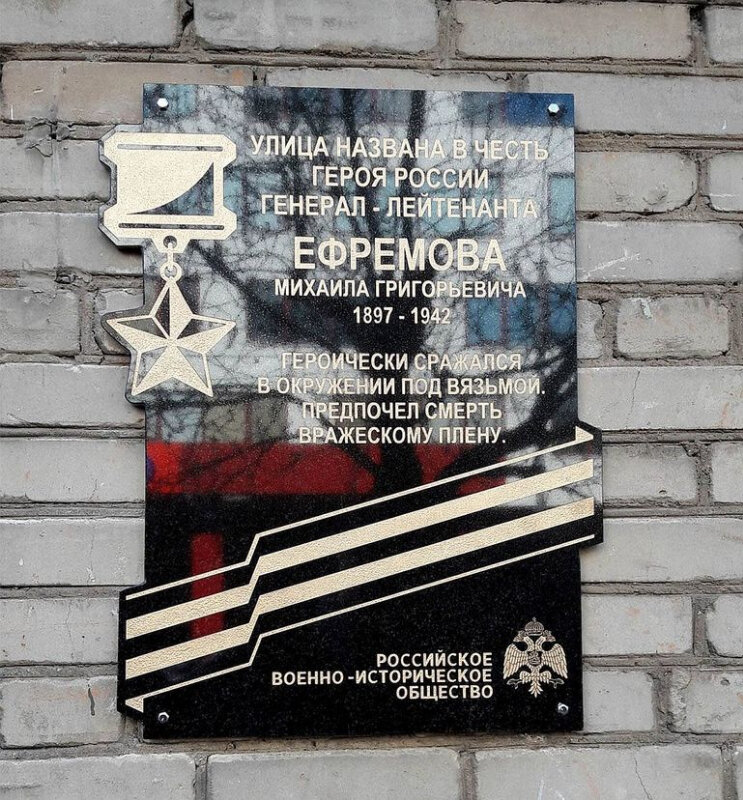 УЛИЦА НАЗВАНА В ЧЕСТЬ
ГЕРОЯ РОССИИ
ГЕНЕРАЛ - ЛЕЙТЕНАНТА
ЕФРЕМОВА
МИХАИЛА ГРИГОРЬЕВИЧА
1897 - 1942
ГЕРОИЧЕСКИ СРАЖАЛСЯ
В ОКРУЖЕНИИ ПОД ВЯЗЬМОЙ.
ПРЕДПОЧЕЛ СМЕРТЬ
ВРАЖЕСКОМУ ПЛЕНУ.
РОССИЙСКОЕ
ВОЕННО-ИСТОРИЧЕСКОЕ
ОБЩЕСТВО